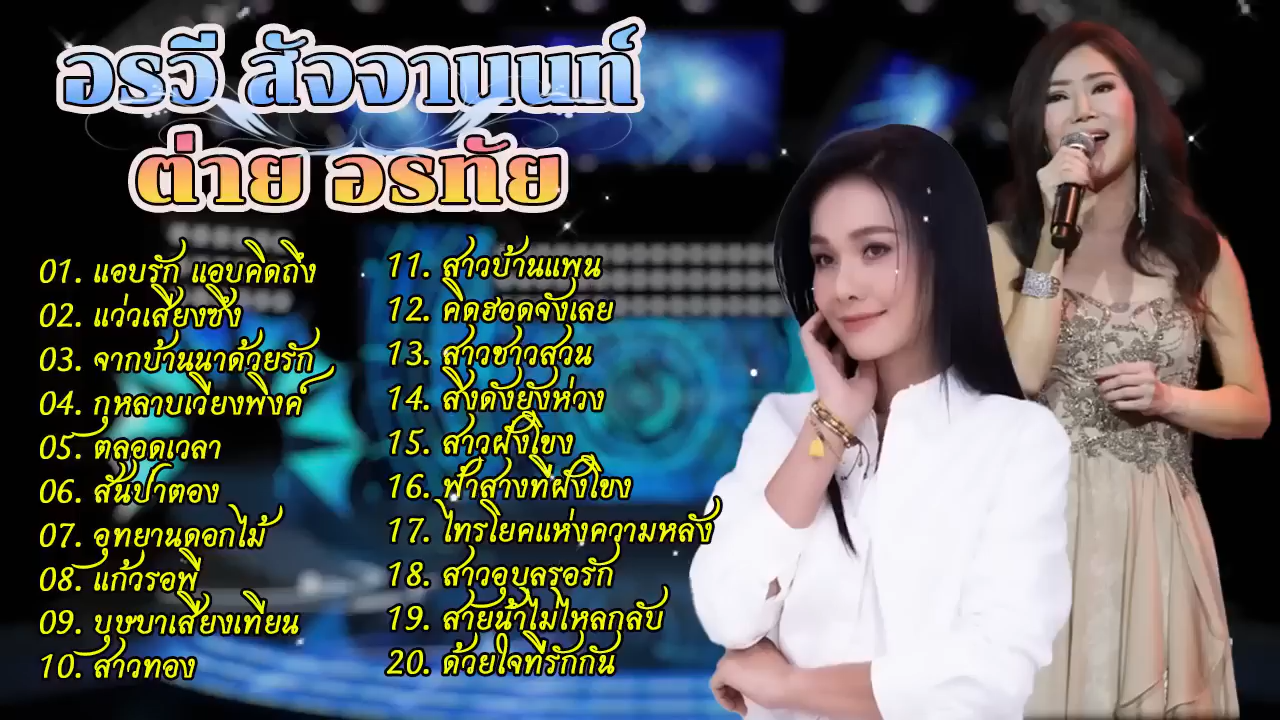 อรวี สัจจานนท์
ต่าย อรทัย
01. แอบรัก แอบคิดถึง
02. แว่วเสียงซึง
03. จากบ้านนาด้วยรัก
04. กุหลาบเวียงพิงค์
05. ตลอดเวลา
06. สันป่าตอง
07. อุทยานดอกไม้
08. แก้วรอพี่
09. บุษบาเสี่ยงเทียน
10. สาวทอง
11. สาวบ้านแพน
12. คิดฮอดจังเลย
13. สาวชาวสวน
14. สิงดังยังห่วง
15. สาวฝั่งโขง
16. ฟ้าสางที่ฝั่งโขง
17. ไทรโยคแห่งความหลัง
18. สาวอุบลรอรัก
19. สายน้ำไม่ไหลกลับ
20. ด้วยใจที่รักกัน